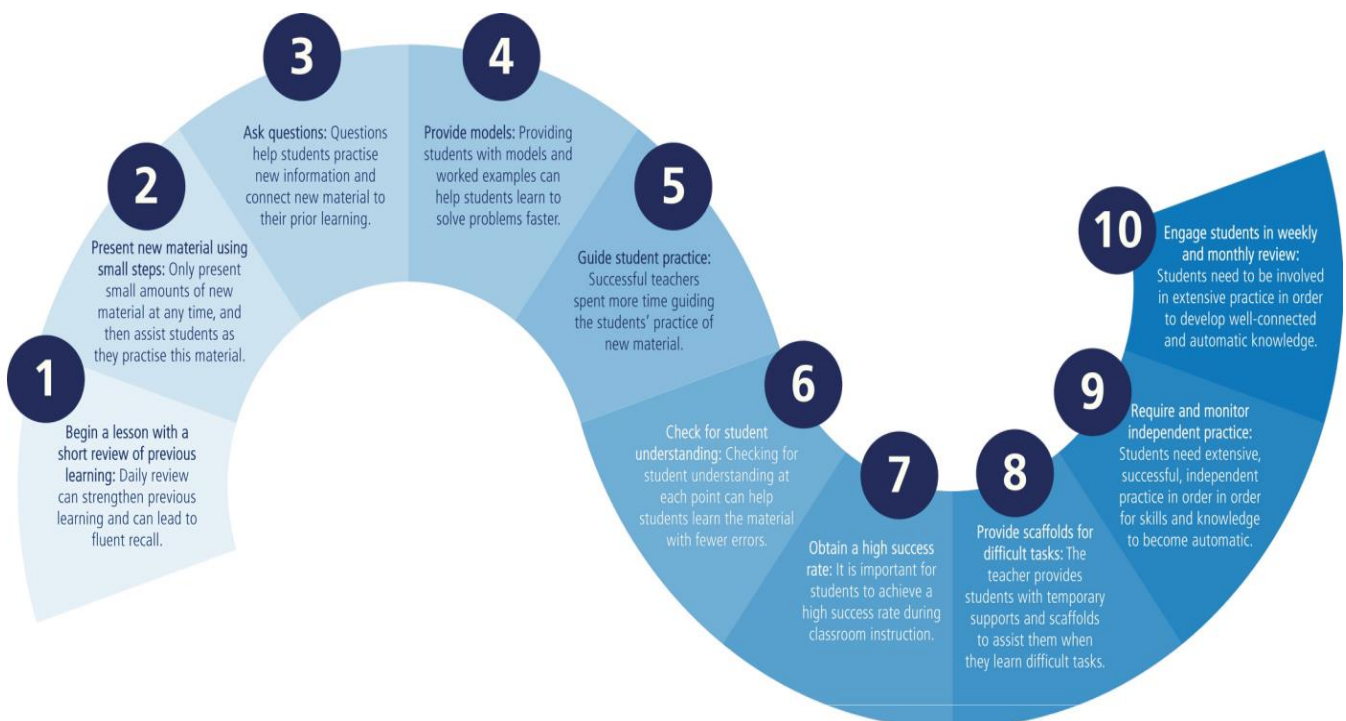 1
Begin a lesson with a
short review of previous
learning: Daily review
can strengthen previous
learning and can lead to
fluent recall.
2
Present new material using
small steps: Only present
small amounts of new
material at any time, and
then assist students as
they practise this material.
3
Ask questions: Questions
help students practise
new information and
connect new material to
their prior learning.
4
Provide models: Providing
students with models and
worked examples can
help students learn to
solve problems faster.
5
Guide student practice:
Successful teachers
spent more time guiding
the students’ practice of
new material.
6
Check for student
understanding: Checking for
student understanding at
each point can help
students learn the material
with fewer errors.
7
Obtain a high success
rate: It is important for
students to achieve a
high success rate during
classroom instruction.
8
Provide scaffolds for
difficult tasks: The
teacher provides
students with temporary
supports and scaffolds
to assist them when
they learn difficult tasks.
9
Require and monitor
independent practice:
Students need extensive,
successful, independent
practice in order in order
for skills and knowledge
to become automatic.
10
Engage students in weekly
and monthly review:
Students need to be involved
in extensive practice in order
to develop well-connected
and automatic knowledge.